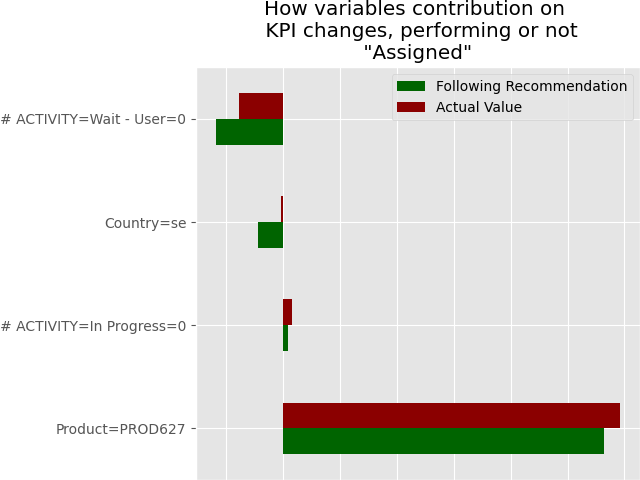 How variables contribution on
KPI changes, performing or not
"Assigned"
Following Recommendation
Actual Value
# ACTIVITY=Wait - User=0
Country=se
# ACTIVITY=In Progress=0
Product=PROD627